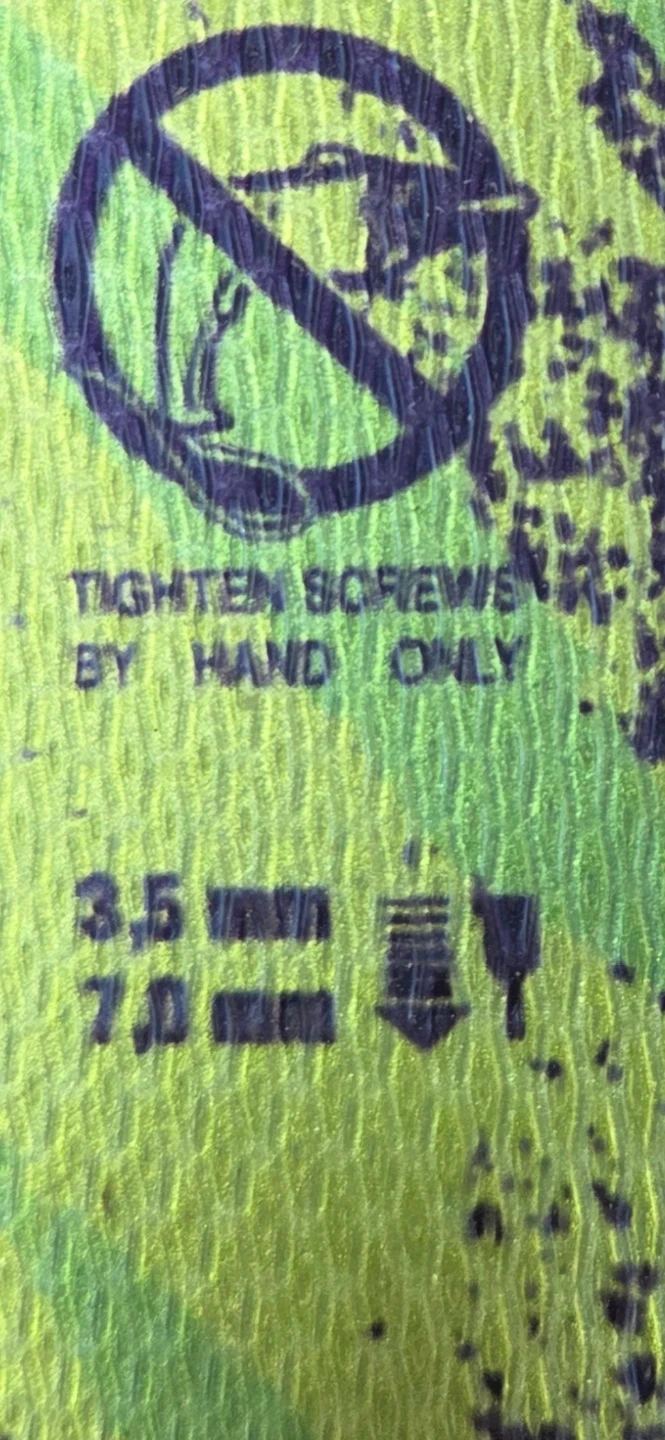 TIGHTEN SCREWS
BY HAND ONLY
3,5 mm
7,0 mm